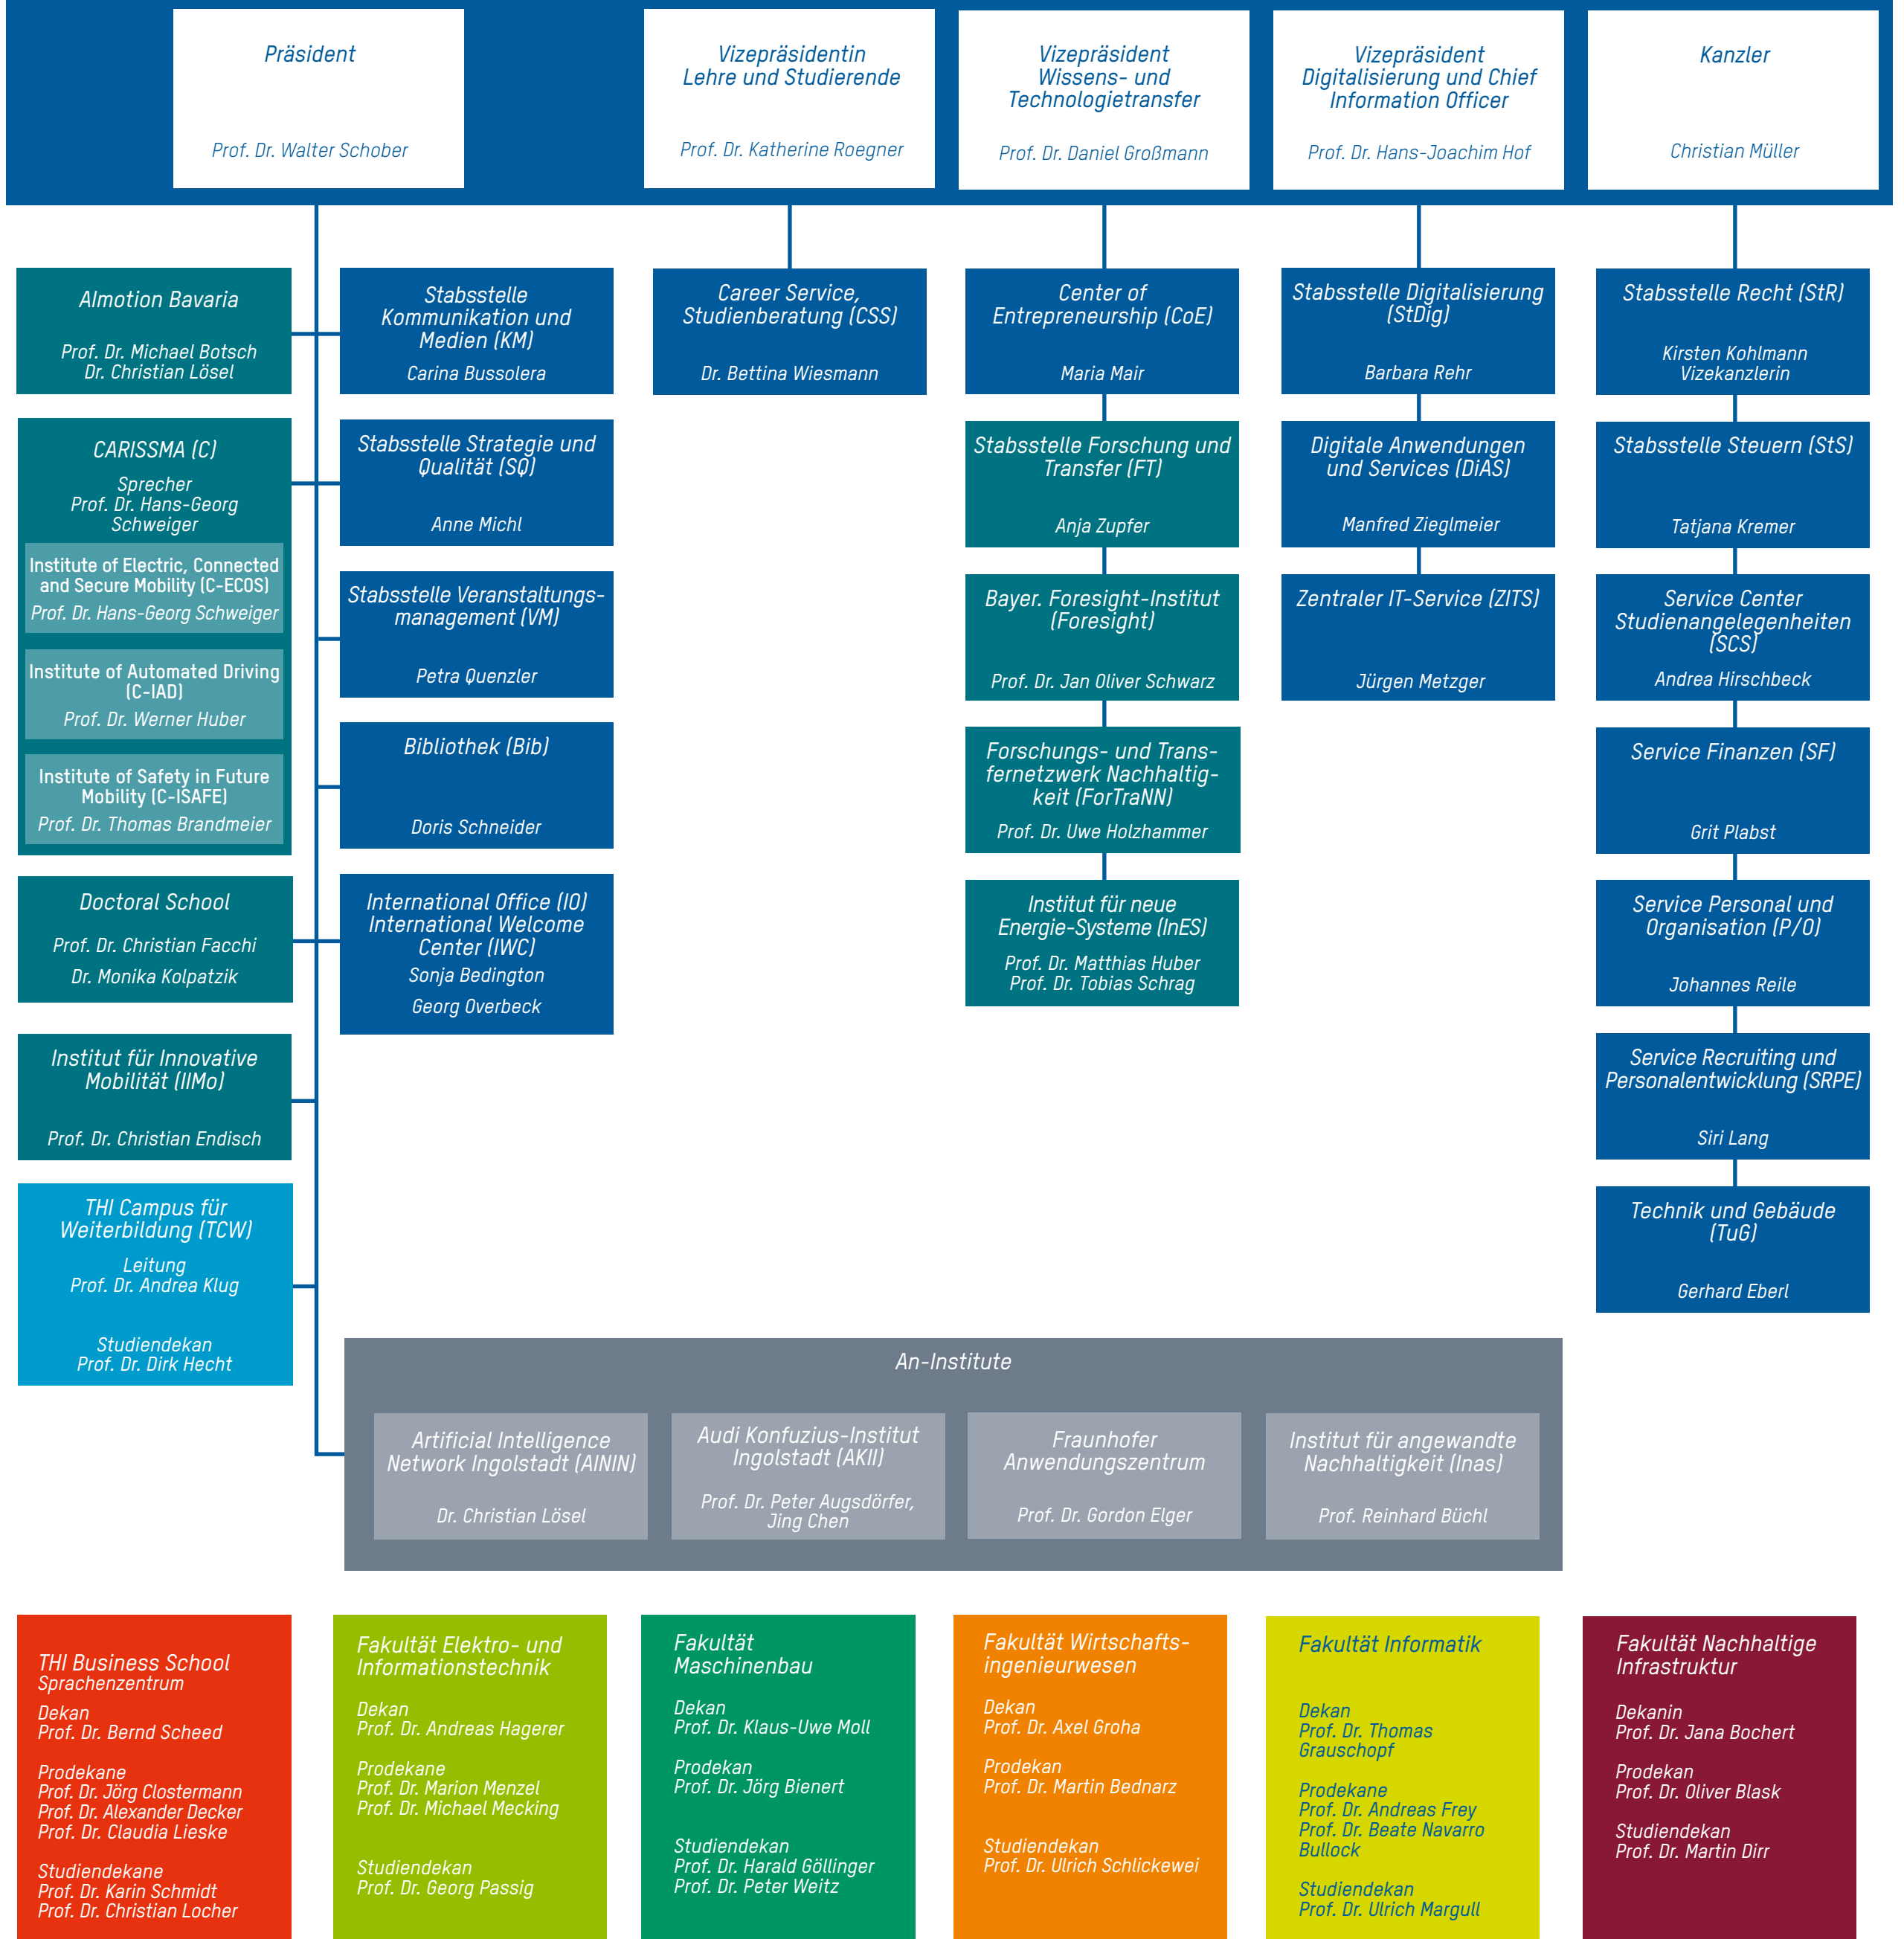 Präsident
Prof. Dr. Walter Schober
Vizepräsidentin
Lehre und Studierende
Prof. Dr. Katherine Roegner
Vizepräsident
Wissens- und
Technologietransfer
Prof. Dr. Daniel Großmann
Vizepräsident
Digitalisierung und Chief
Information Officer
Prof. Dr. Hans-Joachim Hof
Kanzler
Christian Müller
AImotion Bavaria
Prof. Dr. Michael Botsch
Dr. Christian Lösel
CARISSMA (C)
Sprecher
Prof. Dr. Hans-Georg
Schweiger
Institute of Electric, Connected
and Secure Mobility (C-ECOS)
Prof. Dr. Hans-Georg Schweiger
Institute of Automated Driving
(C-IAD)
Prof. Dr. Werner Huber
Institute of Safety in Future
Mobility (C-ISAFE)
Prof. Dr. Thomas Brandmeier
Doctoral School
Prof. Dr. Christian Facchi
Dr. Monika Kolpatzik
Institut für Innovative
Mobilität (IIMo)
Prof. Dr. Christian Endisch
THI Campus für
Weiterbildung (TCW)
Leitung
Prof. Dr. Andrea Klug
Studiendekan
Prof. Dr. Dirk Hecht
Stabsstelle
Kommunikation und
Medien (KM)
Carina Bussolera
Stabsstelle Strategie und
Qualität (SQ)
Anne Michl
Stabsstelle Veranstaltungs-
management (VM)
Petra Quenzler
Bibliothek (Bib)
Doris Schneider
International Office (IO)
International Welcome
Center (IWC)
Sonja Bedington
Georg Overbeck
Career Service,
Studienberatung (CSS)
Dr. Bettina Wiesmann
Center of
Entrepreneurship (CoE)
Maria Mair
Stabsstelle Forschung und
Transfer (FT)
Anja Zupfer
Bayer. Foresight-Institut
(Foresight)
Prof. Dr. Jan Oliver Schwarz
Forschungs- und Trans-
fernetzwerk Nachhaltig-
keit (ForTraNN)
Prof. Dr. Uwe Holzhammer
Institut für neue
Energie-Systeme (InES)
Prof. Dr. Matthias Huber
Prof. Dr. Tobias Schrag
Stabsstelle Digitalisierung
(StDig)
Barbara Rehr
Digitale Anwendungen
und Services (DiAS)
Manfred Zieglmeier
Zentraler IT-Service (ZITS)
Jürgen Metzger
Stabsstelle Recht (StR)
Kirsten Kohlmann
Vizekanzlerin
Stabsstelle Steuern (StS)
Tatjana Kremer
Service Center
Studienangelegenheiten
(SCS)
Andrea Hirschbeck
Service Finanzen (SF)
Grit Plabst
Service Personal und
Organisation (P/O)
Johannes Reile
Service Recruiting und
Personalentwicklung (SRPE)
Siri Lang
Technik und Gebäude
(TuG)
Gerhard Eberl
An-Institute
Artificial Intelligence
Network Ingolstadt (AININ)
Dr. Christian Lösel
Audi Konfuzius-Institut
Ingolstadt (AKII)
Prof. Dr. Peter Augsdörfer,
Jing Chen
Fraunhofer
Anwendungszentrum
Prof. Dr. Gordon Elger
Institut für angewandte
Nachhaltigkeit (Inas)
Prof. Reinhard Büchl
THI Business School
Sprachenzentrum
Dekan
Prof. Dr. Bernd Scheed
Prodekane
Prof. Dr. Jörg Clostermann
Prof. Dr. Alexander Decker
Prof. Dr. Claudia Lieske
Studiendekane
Prof. Dr. Karin Schmidt
Prof. Dr. Christian Locher
Fakultät Elektro- und
Informationstechnik
Dekan
Prof. Dr. Andreas Hagerer
Prodekane
Prof. Dr. Marion Menzel
Prof. Dr. Michael Mecking
Studiendekan
Prof. Dr. Georg Passig
Fakultät
Maschinenbau
Dekan
Prof. Dr. Klaus-Uwe Moll
Prodekan
Prof. Dr. Jörg Bienert
Studiendekan
Prof. Dr. Harald Göllinger
Prof. Dr. Peter Weitz
Fakultät Wirtschafts-
ingenieurwesen
Dekan
Prof. Dr. Axel Groha
Prodekan
Prof. Dr. Martin Bednarz
Studiendekan
Prof. Dr. Ulrich Schlickewei
Fakultät Informatik
Dekan
Prof. Dr. Thomas
Grauschopf
Prodekane
Prof. Dr. Andreas Frey
Prof. Dr. Beate Navarro
Bullock
Studiendekan
Prof. Dr. Ulrich Margull
Fakultät Nachhaltige
Infrastruktur
Dekanin
Prof. Dr. Jana Bochert
Prodekan
Prof. Dr. Oliver Blask
Studiendekan
Prof. Dr. Martin Dirr